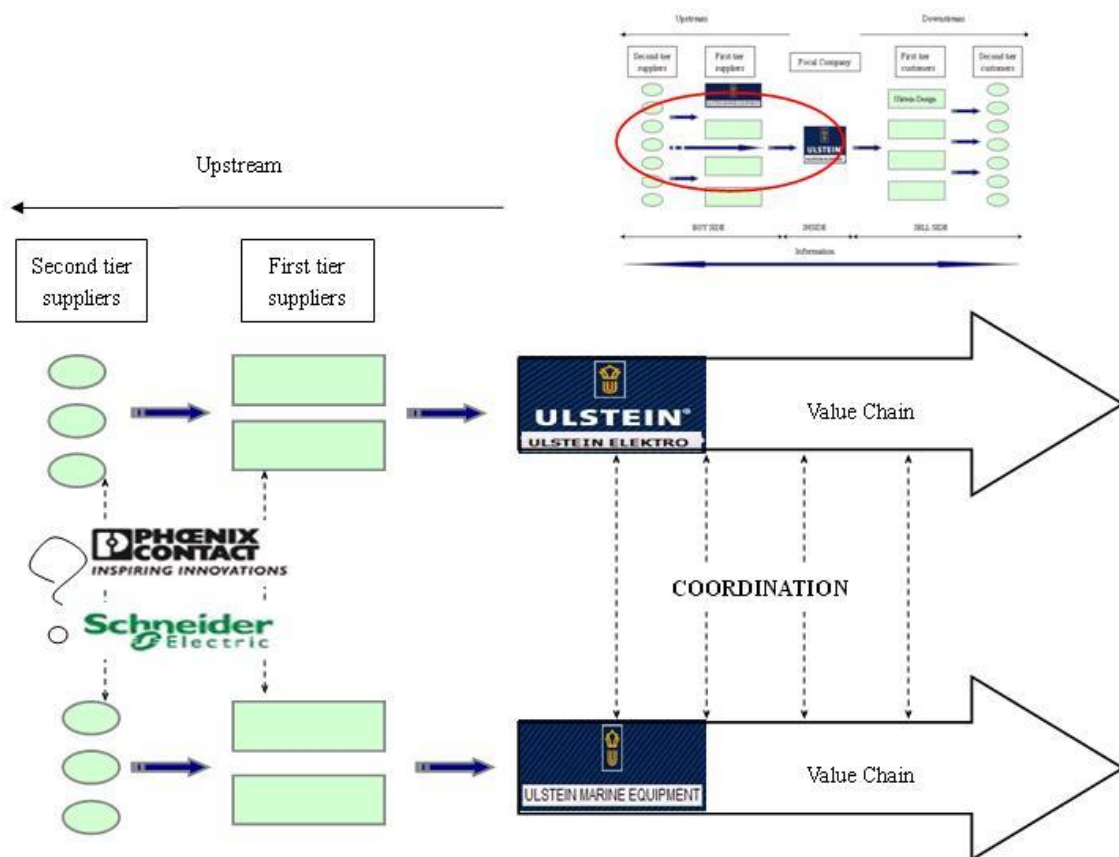 Upstream
Downstream
Second tier
suppliers
First tier
suppliers
Focal Company
First tier
customers
Second tier
customers
Ulstein Design
ULSTEIN
BUY SIDE
INSIDE
SELL SIDE
Information
Upstream
Second tier
suppliers
First tier
suppliers
ULSTEIN®
ULSTEIN ELEKTRO
Value Chain
PHŒNIX
CONTACT
INSPIRING INNOVATIONS
?
Schneider
Electric
COORDINATION
ULSTEIN MARINE EQUIPMENT
Value Chain